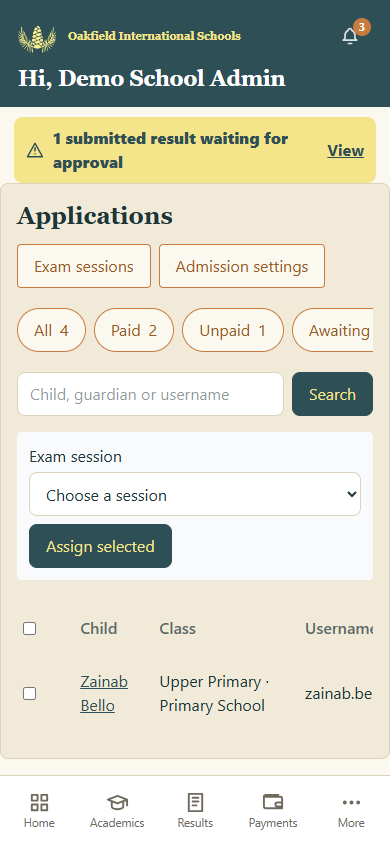 Oakfield International Schools
3
Hi, Demo School Admin
1 submitted result waiting for
approval
View
Applications
Exam sessions
Admission settings
All 4
Paid 2
Unpaid 1
Awaiting
Child, guardian or username
Search
Exam session
Choose a session
Assign selected
Child
Class
Username
Zainab
Bello
Upper Primary ·
Primary School
zainab.be
Home
Academics
Results
Payments
More